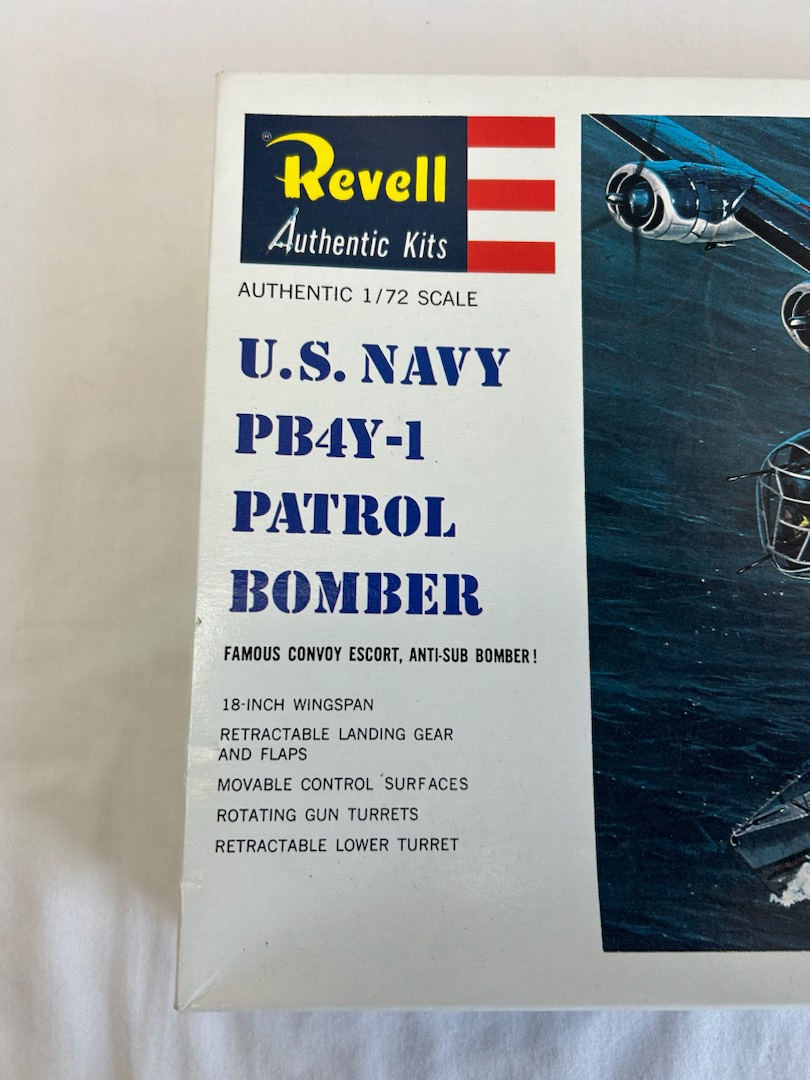 ®
Revell
Authentic Kits
AUTHENTIC 1/72 SCALE
U.S. NAVY
PB4Y-1
PATROL
BOMBER
FAMOUS CONVOY ESCORT, ANTI-SUB BOMBER!
18-INCH WINGSPAN
RETRACTABLE LANDING GEAR
AND FLAPS
MOVABLE CONTROL SURFACES
ROTATING GUN TURRETS
RETRACTABLE LOWER TURRET